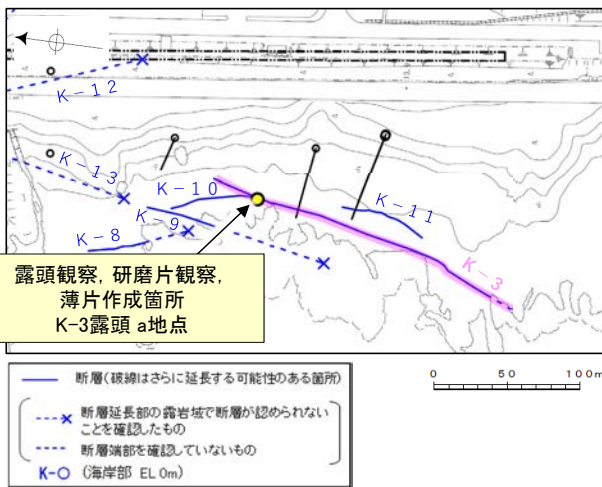 K-12
K-13
K-10
K-9
K-11
K-8
K-3
露頭観察，研磨片観察，
薄片作成箇所
K-3露頭 a地点
断層(破線はさらに延長する可能性のある箇所)
断層延長部の露岩域で断層が認められない
ことを確認したもの
断層端部を確認していないもの
K-○ (海岸部 EL 0m)
0 50 100m